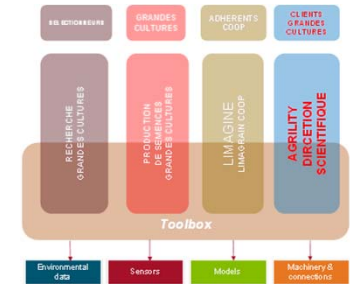 SELECTIONNEURS
GRANDES
CULTURES
ADHERENTS
COOP
CLIENTS
GRANDES
CULTURES
RECHERCHE
GRANDES CULTURES
PRODUCTION
DE SEMENCES
GRANDES CULTURES
LIMAGINE
LIMAGRAIN COOP
AGRILITY
DIRCETION
SCIENTIFIQUE
Toolbox
Environmental
data
Sensors
Models
Machinery &
connections